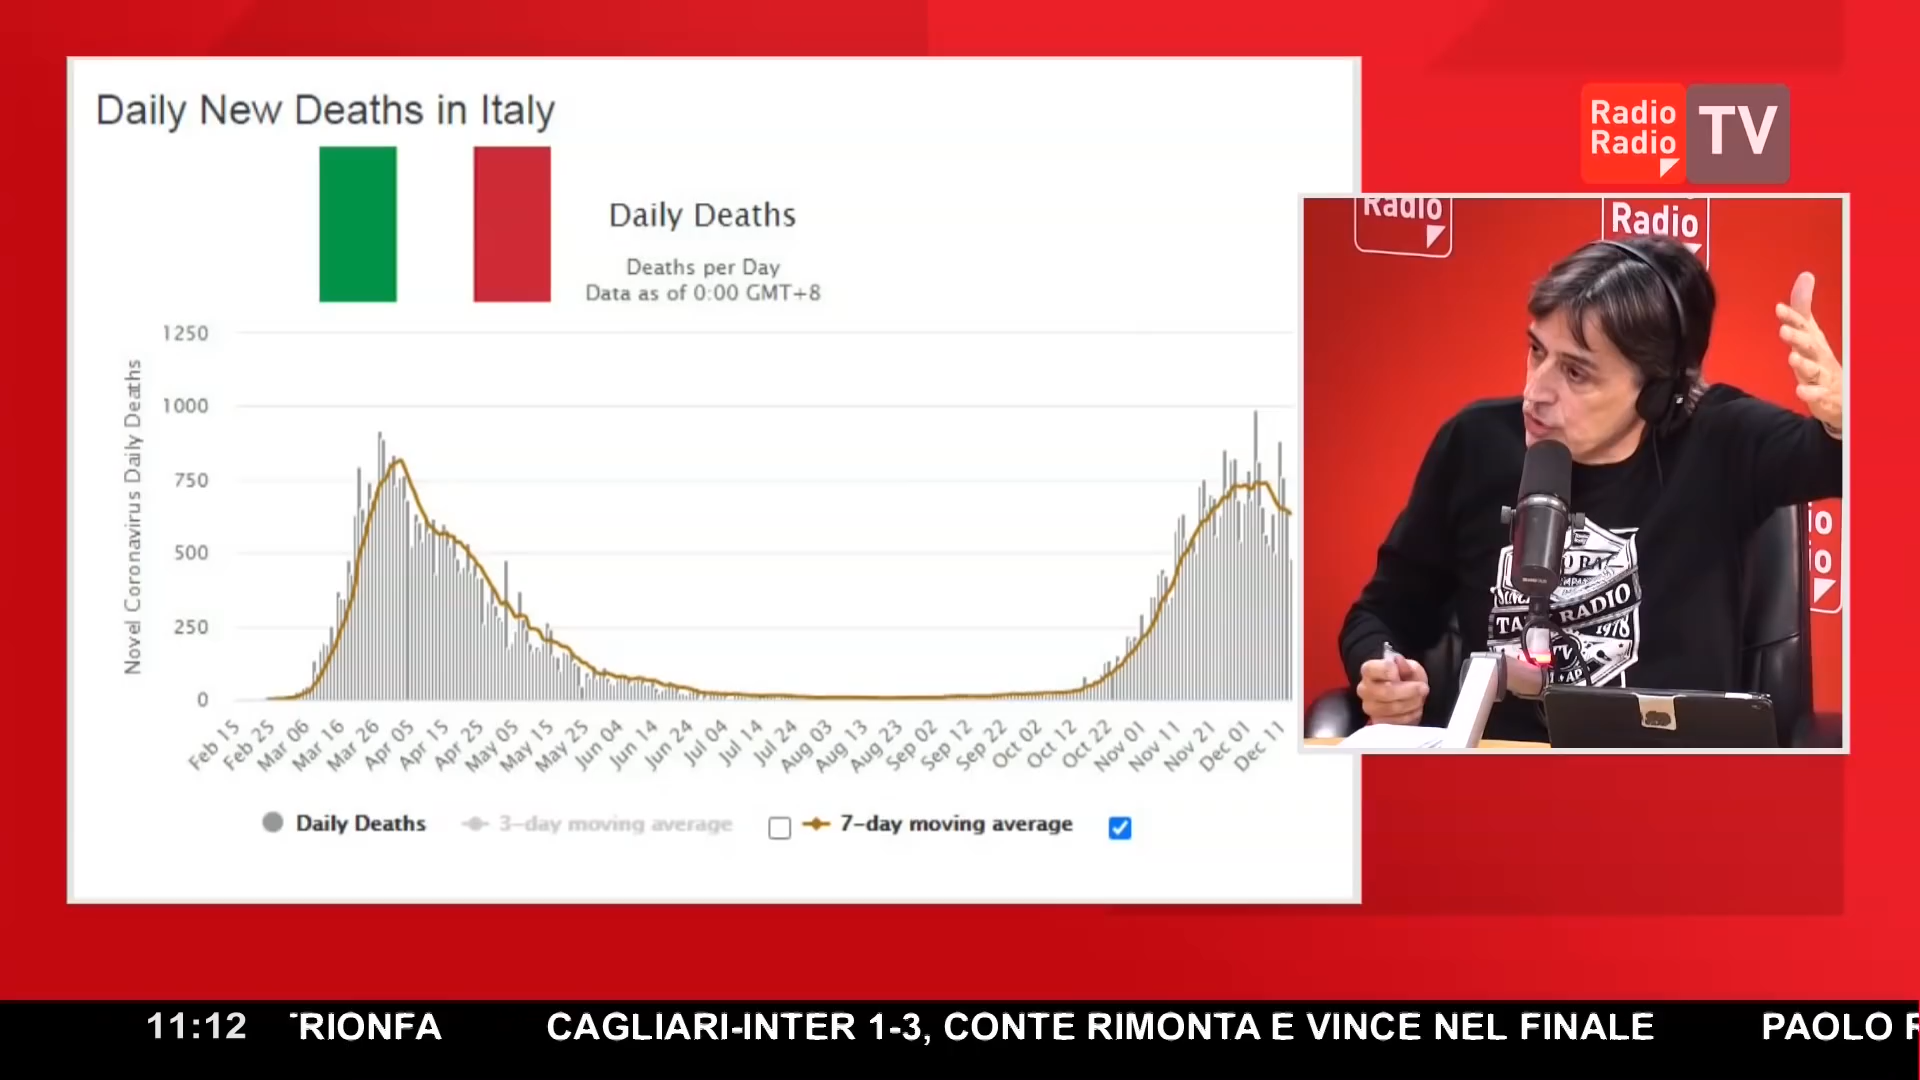 Daily New Deaths in Italy
Daily Deaths
Deaths per Day
Data as of 0:00 GMT+8
Novel Coronavirus Daily Deaths
1250
1000
750
500
250
0
Feb 15
Feb 25
Mar 06
Mar 16
Mar 26
Apr 05
Apr 15
Apr 25
May 05
May 15
May 25
Jun 04
Jun 14
Jun 24
Jul 04
Jul 14
Jul 24
Aug 03
Aug 13
Aug 23
Sep 02
Sep 12
Sep 22
Oct 02
Oct 12
Oct 22
Nov 01
Nov 11
Nov 21
Dec 01
Dec 11
Daily Deaths
3-day moving average
7-day moving average
Radio
Radio
TV
Radio
Radio
io
io
RADIO
1978
TV
11:12
TRIONFA
CAGLIARI-INTER 1-3, CONTE RIMONTA E VINCE NEL FINALE
PAOLO